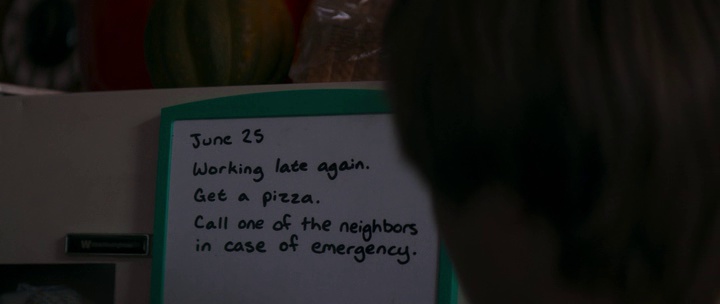 June 25
Working late again.
Get a pizza.
Call one of the neighbors
in case of emergency.